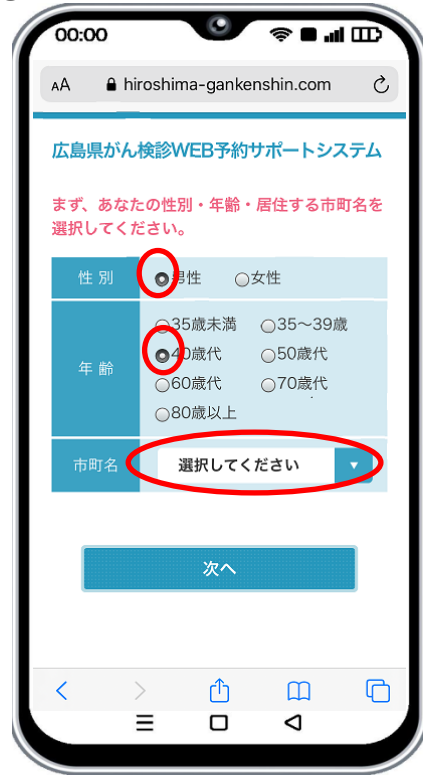 00:00
AA hiroshima-gankenshin.com
広島県がん検診WEB予約サポートシステム
まず、あなたの性別・年齢・居住する市町名を
選択してください。
性別 男性 女性
35歳未満 35〜39歳
年齢 40歳代 50歳代
60歳代 70歳代
80歳以上
市町名 選択してください
次へ